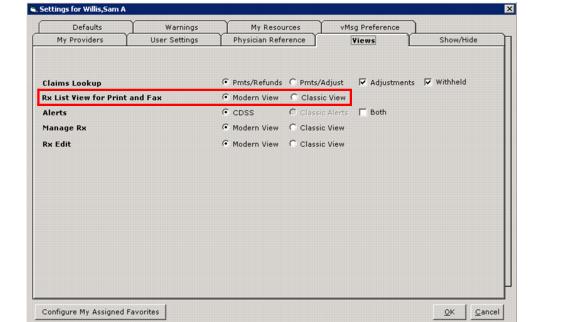 Settings for Willis,Sam A
Defaults Warnings My Resources vMsg Preference
My Providers User Settings Physician Reference Views Show/Hide
Claims Lookup Pmts/Refunds Pmts/Adjust Adjustments Withheld
Rx List View for Print and Fax Modern View Classic View
Alerts CDSS Classic Alerts Both
Manage Rx Modern View Classic View
Rx Edit Modern View Classic View
Configure My Assigned Favorites OK Cancel